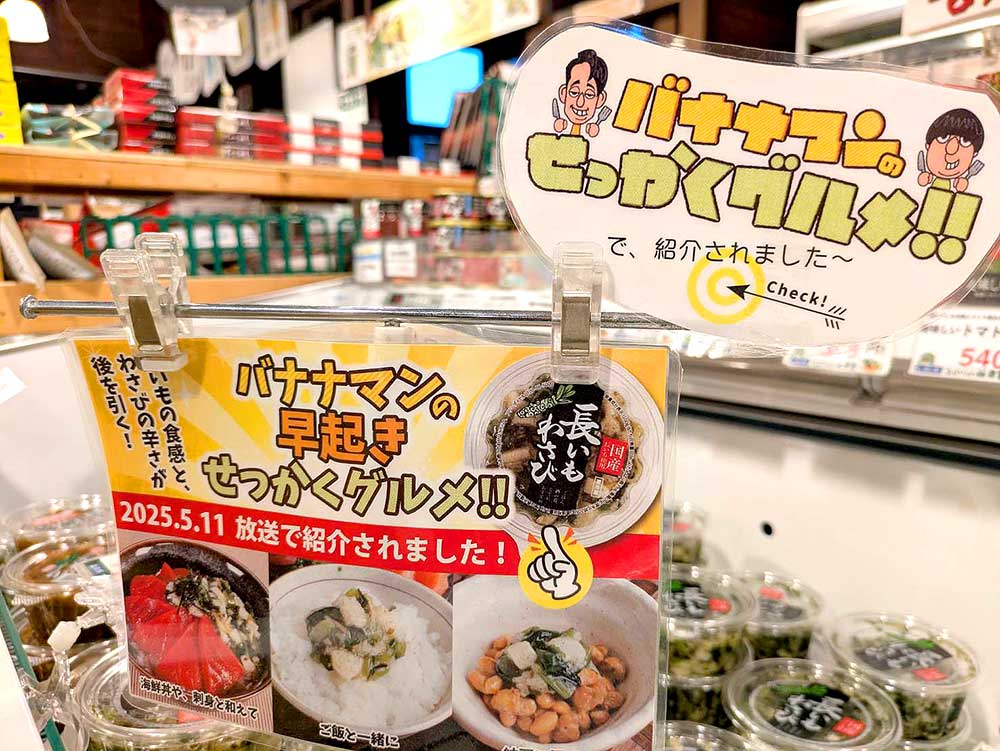 バナナマンの
せっかくグルメ!!
で、紹介されました〜
Check!
長いもの食感と、
わさびの辛さが
後を引く!
バナナマンの
早起き
せっかくグルメ!!
長いも
わさび
国産
2025.5.11 放送で紹介されました!
海鮮丼や、刺身と和えて
ご飯と一緒に
トマト
540